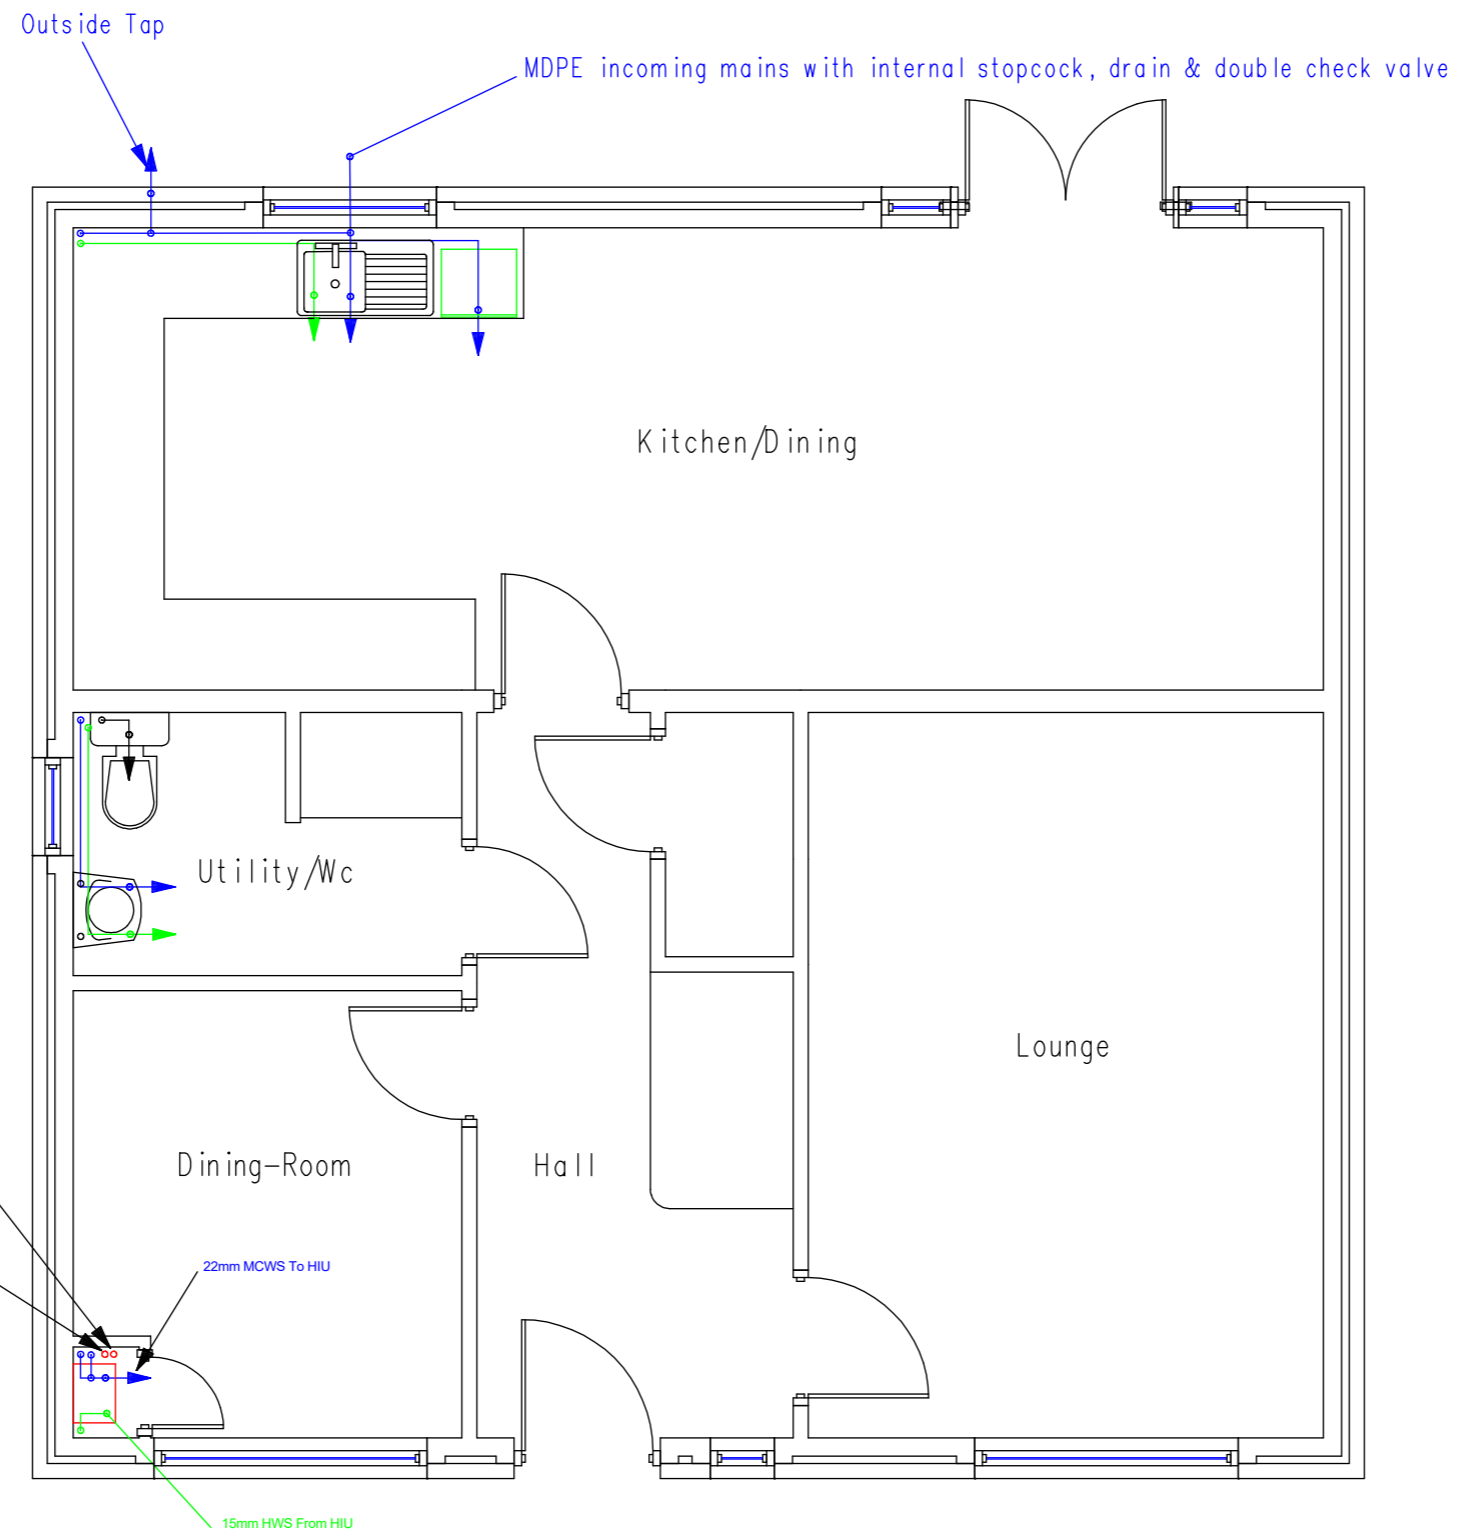 Outside Tap
MDPE incoming mains with internal stopcock, drain & double check valve
Kitchen/Dining
Utility/Wc
Lounge
Dining-Room
Hall
22mm MCWS To HIU
15mm HWS From HIU